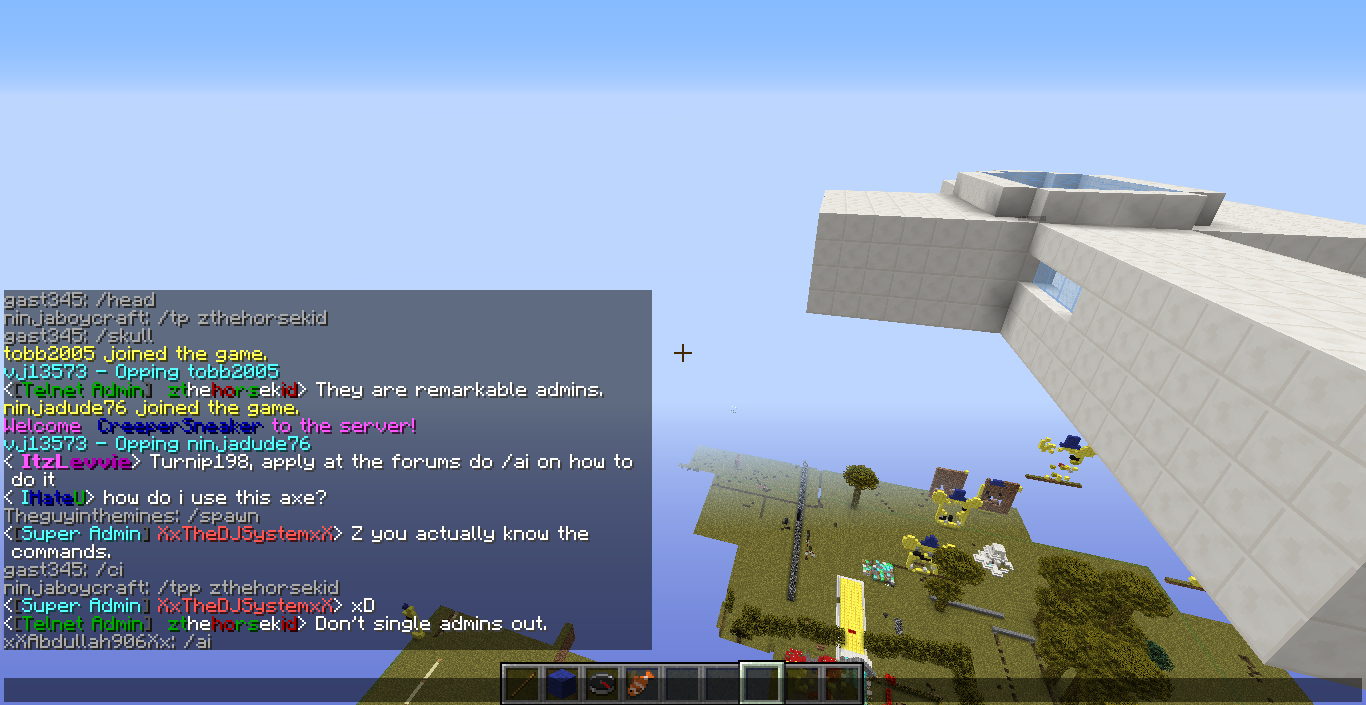 gast345: /head
ninjaboycraft: /tp zthehorsekid
gast345: /skull
tobb2005 joined the game.
vj13573 - Opping tobb2005
<[Telnet Admin] zthehorsekid> They are remarkable admins.
ninjadude76 joined the game.
Welcome CreeperSneaker to the server!
vj13573 - Opping ninjadude76
< ItzLevvie> Turnip198, apply at the forums do /ai on how to
do it
< IHateU> how do i use this axe?
Theguyinthemines: /spawn
<[Super Admin] XxTheDJSystemxX> Z you actually know the
commands.
gast345: /ci
ninjaboycraft: /tpp zthehorsekid
<[Super Admin] XxTheDJSystemxX> xD
<[Telnet Admin] zthehorsekid> Don't single admins out.
xXAbdullah906Xx: /ai